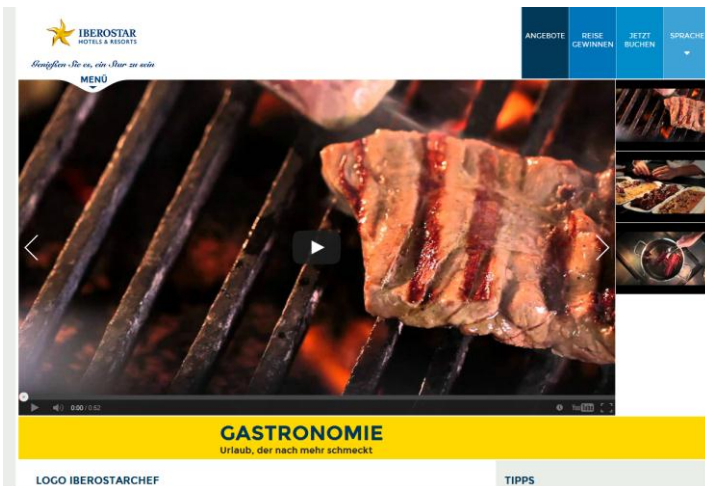 IBEROSTAR
HOTELS & RESORTS
Genießen Sie es, ein Star zu sein
MENÜ
ANGEBOTE
REISE
GEWINNEN
JETZT
BUCHEN
SPRACHE
0:00 / 0:52
YouTube
GASTRONOMIE
Urlaub, der nach mehr schmeckt
LOGO IBEROSTARCHEF
TIPPS